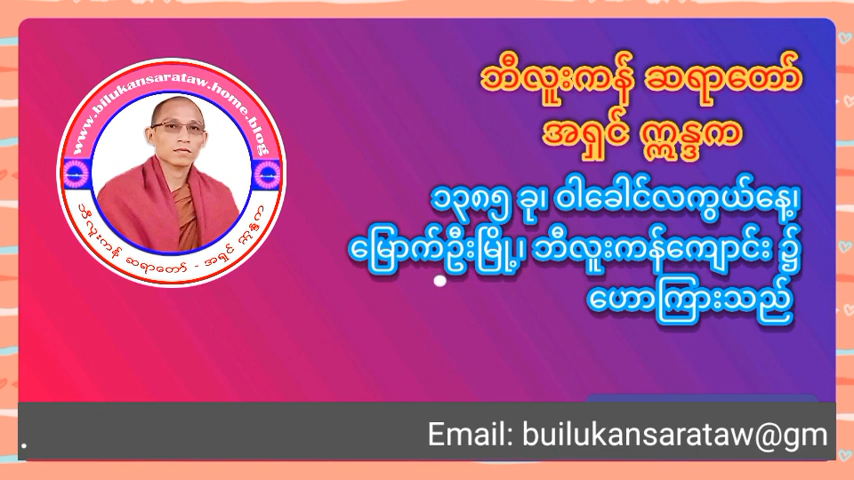 www.bilukansarataw.home.blog
ဘီလူးကန် ဆရာတော် - အရှင် ဣန္ဒက
ဘီလူးကန် ဆရာတော်
အရှင် ဣန္ဒက
၁၃၈၅ ခု၊ ဝါခေါင်လကွယ်နေ့၊
မြောက်ဦးမြို့၊ ဘီလူးကန်ကျောင်း ၌
ဟောကြားသည်
. Email: builukansarataw@gm